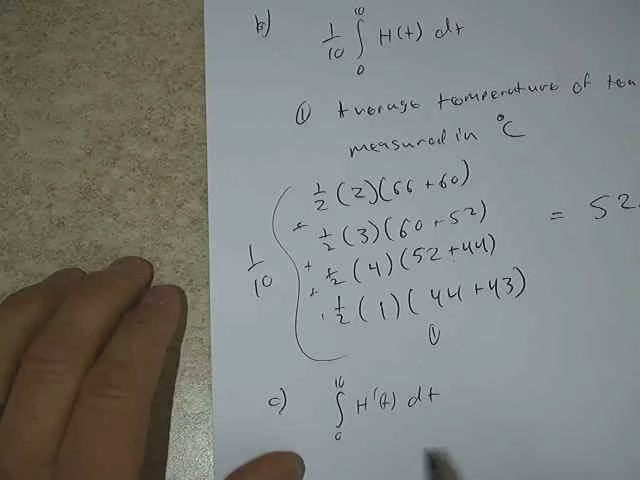 b) 1/10 ∫₀¹⁰ H(t) dt
① Average temperature of tea
measured in °C
1/10 ( 1/2 (2)(66+60)
+ 1/2 (3)(60+52) = 52.
+ 1/2 (4)(52+44)
+ 1/2 (1)(44+43)
①
c) ∫₀¹⁰ H'(t) dt